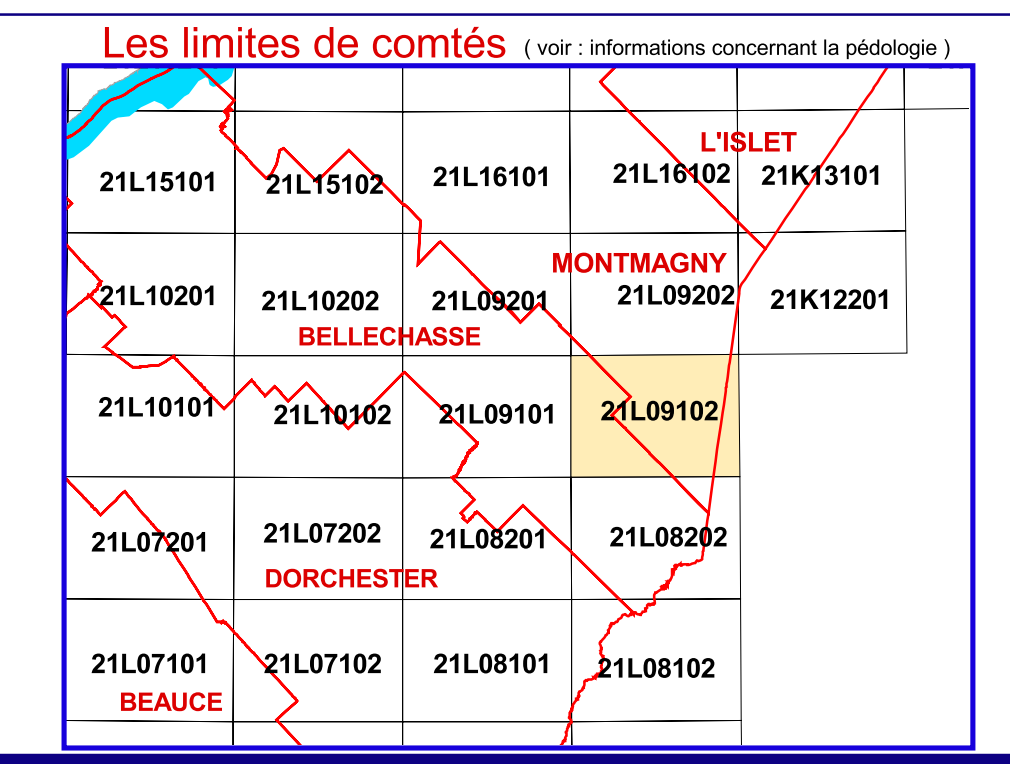 Les limites de comtés ( voir : informations concernant la pédologie )
L'ISLET
21L15101 21L15102 21L16101 21L16102 21K13101
MONTMAGNY
21L10201 21L10202 21L09201 21L09202 21K12201
BELLECHASSE
21L10101 21L10102 21L09101 21L09102
21L07201 21L07202 21L08201 21L08202
DORCHESTER
21L07101 21L07102 21L08101 21L08102
BEAUCE